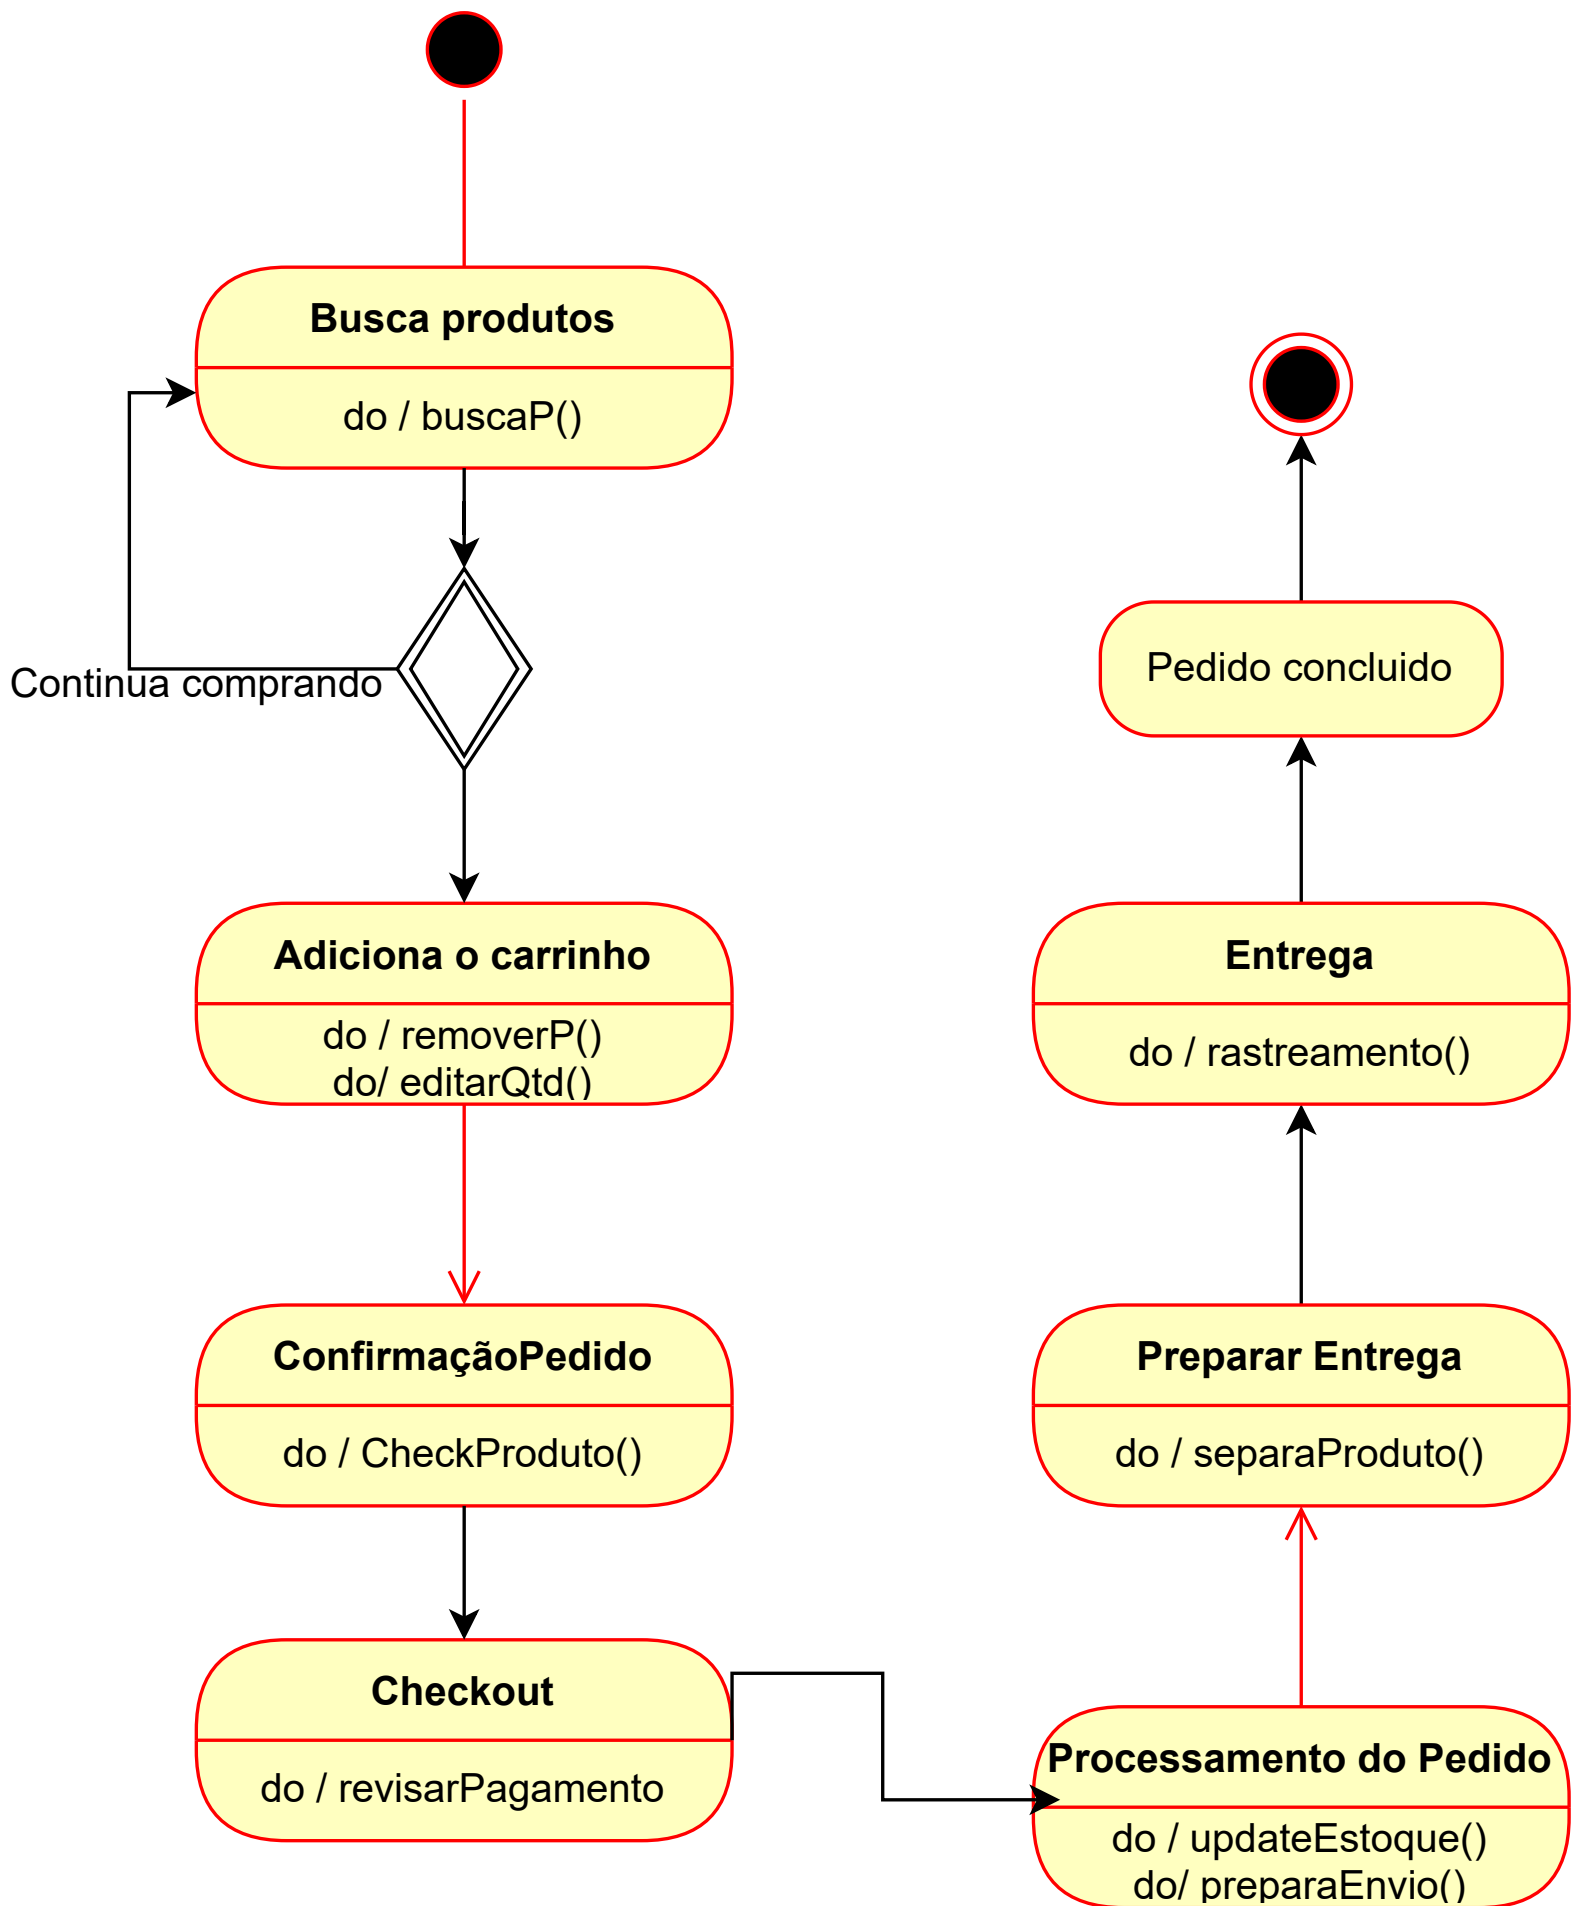 Busca produtos
do / buscaP()
Continua comprando
Adiciona o carrinho
do / removerP()
do/ editarQtd()
ConfirmaçãoPedido
do / CheckProduto()
Checkout
do / revisarPagamento
Pedido concluido
Entrega
do / rastreamento()
Preparar Entrega
do / separaProduto()
Processamento do Pedido
do / updateEstoque()
do/ preparaEnvio()